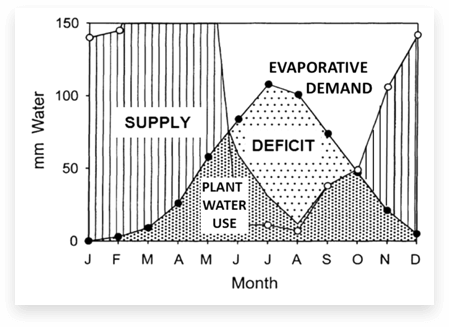 150
100
50
0
mm Water
EVAPORATIVE
DEMAND
SUPPLY
DEFICIT
PLANT
WATER
USE
J F M A M J J A S O N D
Month